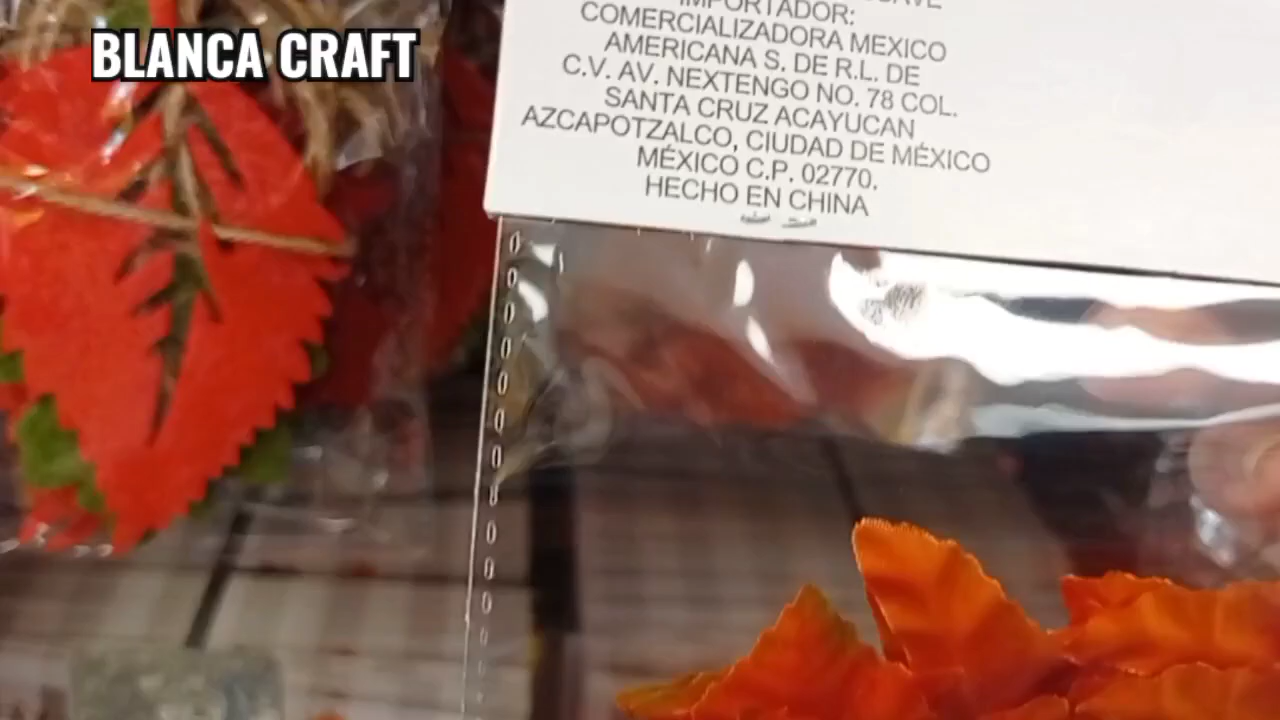 BLANCA CRAFT
IMPORTADOR:
COMERCIALIZADORA MEXICO
AMERICANA S. DE R.L. DE
C.V. AV. NEXTENGO NO. 78 COL.
SANTA CRUZ ACAYUCAN
AZCAPOTZALCO, CIUDAD DE MÉXICO
MÉXICO C.P. 02770.
HECHO EN CHINA